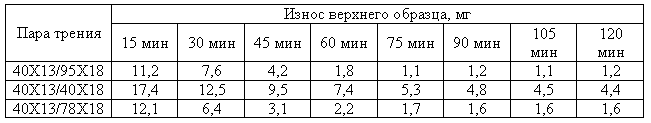 Пара трения Износ верхнего образца, мг
15 мин 30 мин 45 мин 60 мин 75 мин 90 мин 105 мин 120 мин
40Х13/95Х18 11,2 7,6 4,2 1,8 1,1 1,2 1,1 1,2
40Х13/40Х18 17,4 12,5 9,5 7,4 5,3 4,8 4,5 4,4
40Х13/78Х18 12,1 6,4 3,1 2,2 1,7 1,6 1,6 1,6